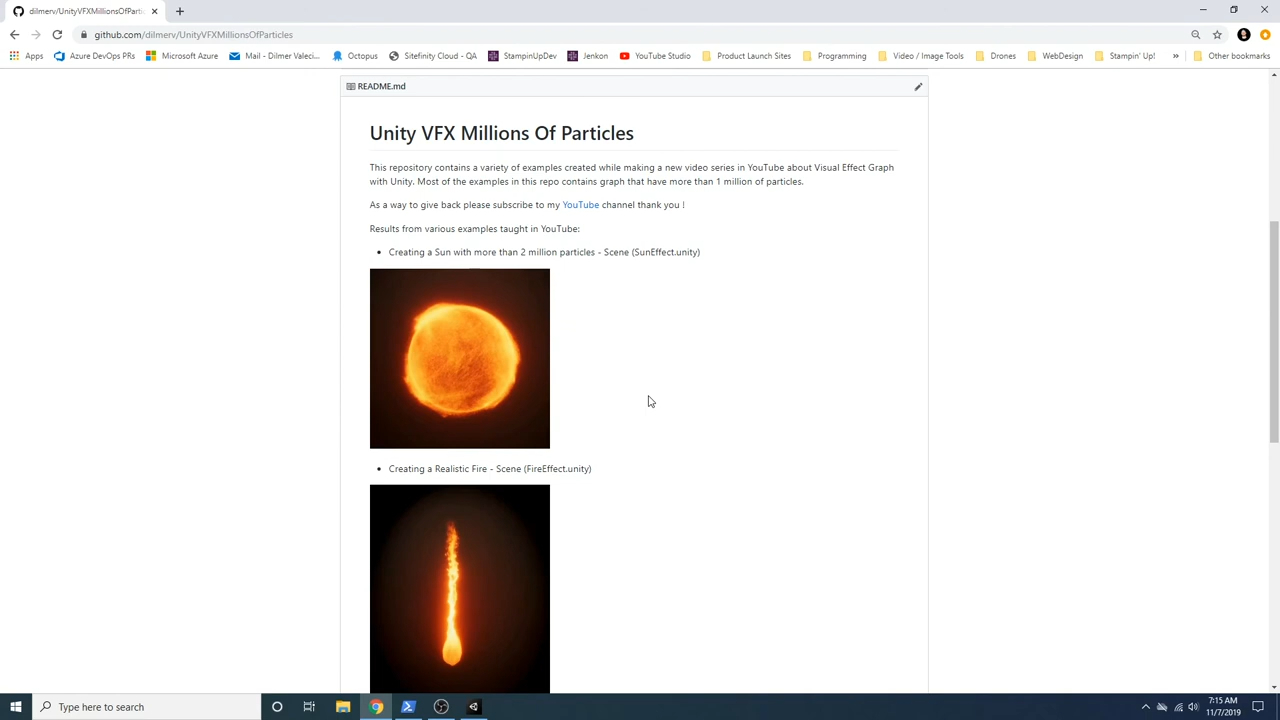 dilmerv/UnityVFXMillionsOfParti
github.com/dilmerv/UnityVFXMillionsOfParticles
Apps
Azure DevOps PRs
Microsoft Azure
Mail - Dilmer Valeci...
Octopus
Sitefinity Cloud - QA
StampinUpDev
Jenkon
YouTube Studio
Product Launch Sites
Programming
Video / Image Tools
Drones
WebDesign
Stampin' Up!
»
Other bookmarks
README.md
Unity VFX Millions Of Particles
This repository contains a variety of examples created while making a new video series in YouTube about Visual Effect Graph
with Unity. Most of the examples in this repo contains graph that have more than 1 million of particles.
As a way to give back please subscribe to my YouTube channel thank you !
Results from various examples taught in YouTube:
• Creating a Sun with more than 2 million particles - Scene (SunEffect.unity)
• Creating a Realistic Fire - Scene (FireEffect.unity)
Type here to search
7:15 AM
11/7/2019